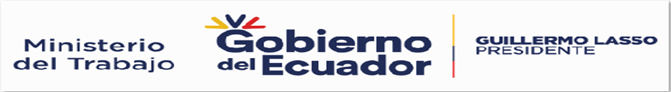 Ministerio
del Trabajo
Gobierno
del Ecuador
GUILLERMO LASSO
PRESIDENTE